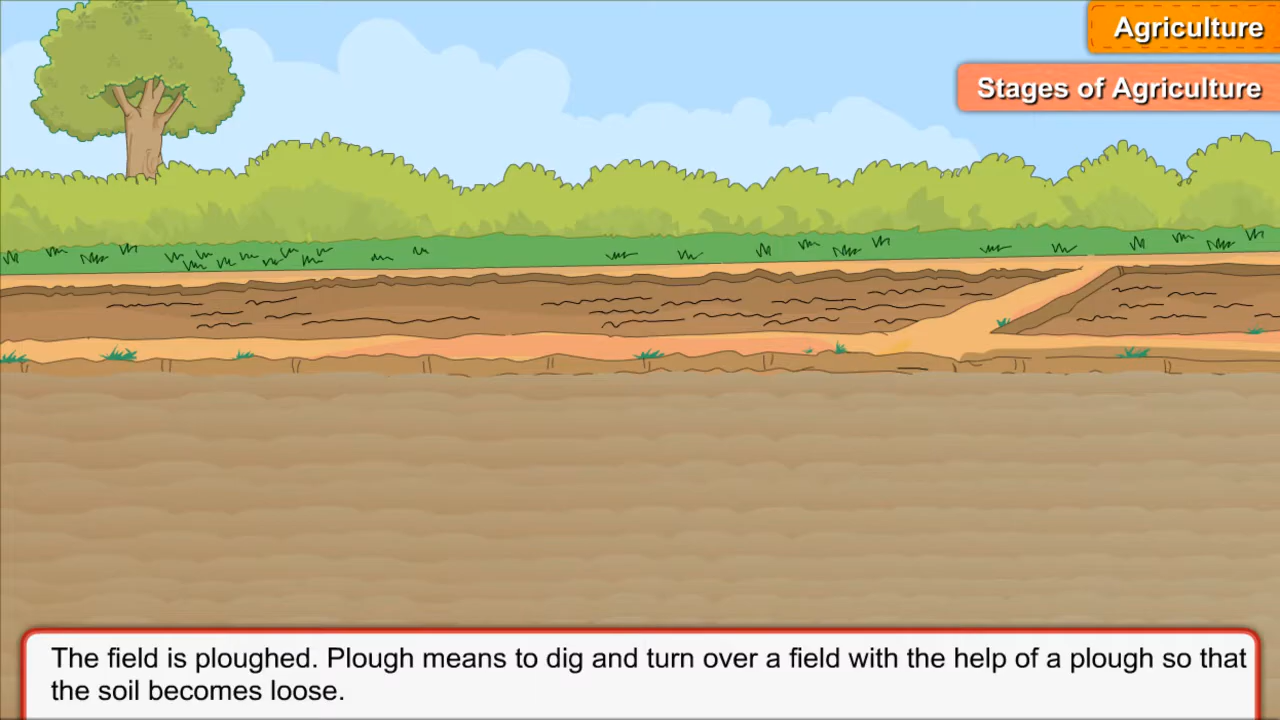 Agriculture
Stages of Agriculture
The field is ploughed. Plough means to dig and turn over a field with the help of a plough so that
the soil becomes loose.